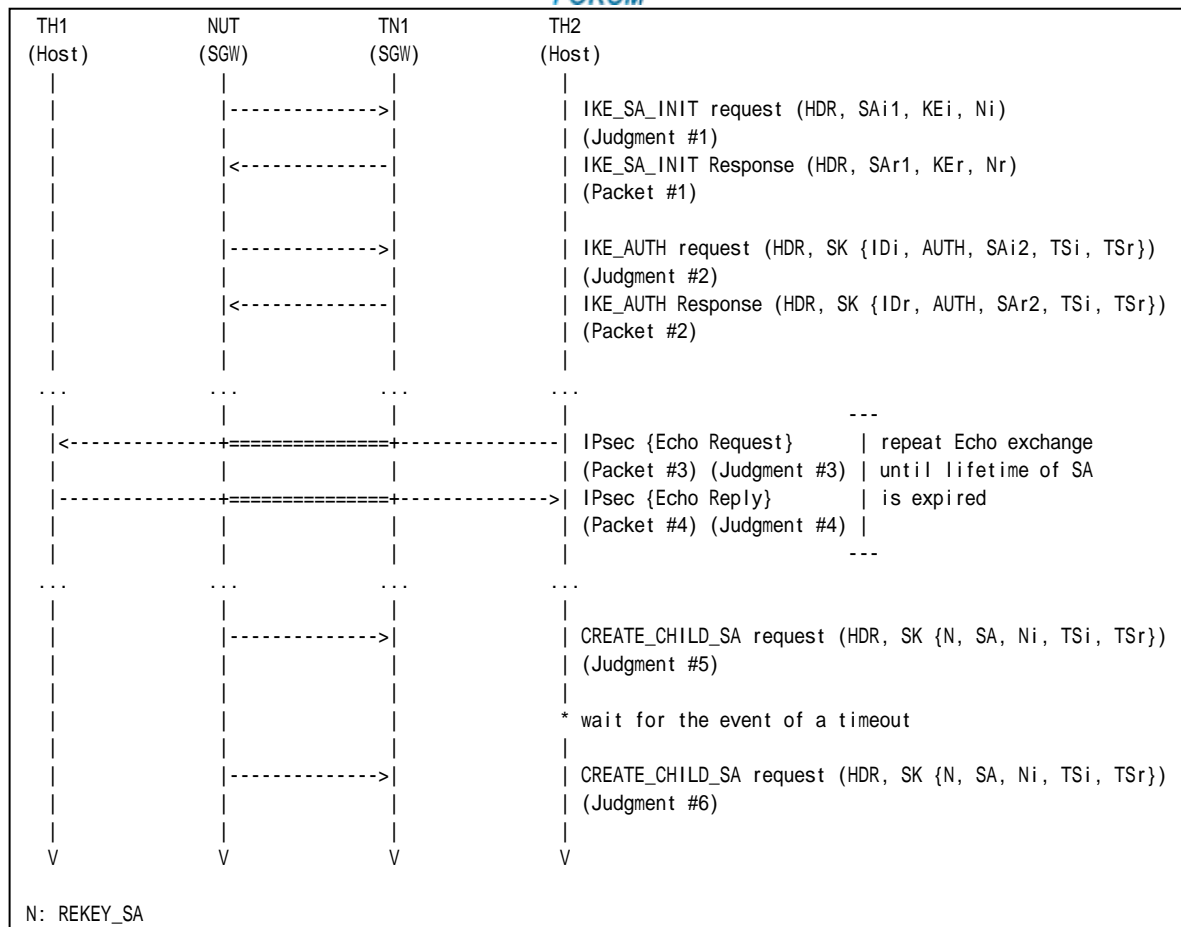 FORUM
TH1 NUT TN1 TH2
(Host) (SGW) (SGW) (Host)
| | | |
| |-------------->| | IKE_SA_INIT request (HDR, SAi1, KEi, Ni)
| | | | (Judgment #1)
| |<--------------| | IKE_SA_INIT Response (HDR, SAr1, KEr, Nr)
| | | | (Packet #1)
| | | |
| |-------------->| | IKE_AUTH request (HDR, SK {IDi, AUTH, SAi2, TSi, TSr})
| | | | (Judgment #2)
| |<--------------| | IKE_AUTH Response (HDR, SK {IDr, AUTH, SAr2, TSi, TSr})
| | | | (Packet #2)
| | | |
... ... ... ...
| | | | ---
|<--------------+===============+--------------| IPsec {Echo Request} | repeat Echo exchange
| | | | (Packet #3) (Judgment #3) | until lifetime of SA
|---------------+===============+-------------->| IPsec {Echo Reply} | is expired
| | | | (Packet #4) (Judgment #4) |
| | | | ---
... ... ... ...
| | | |
| |-------------->| | CREATE_CHILD_SA request (HDR, SK {N, SA, Ni, TSi, TSr})
| | | | (Judgment #5)
| | | |
| | | * wait for the event of a timeout
| | | |
| |-------------->| | CREATE_CHILD_SA request (HDR, SK {N, SA, Ni, TSi, TSr})
| | | | (Judgment #6)
| | | |
V V V V
N: REKEY_SA